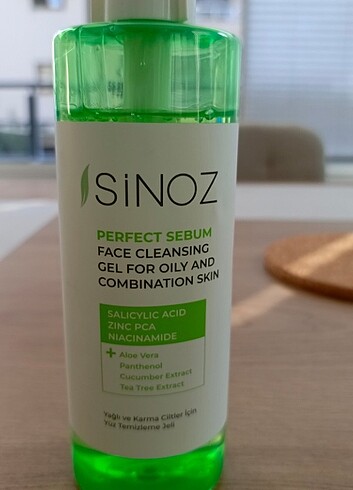 SiNOZ
PERFECT SEBUM
FACE CLEANSING
GEL FOR OILY AND
COMBINATION SKIN
SALICYLIC ACID
ZINC PCA
NIACINAMIDE
+ Aloe Vera
Panthenol
Cucumber Extract
Tea Tree Extract
Yağlı ve Karma Ciltler İçin
Yüz Temizleme Jeli